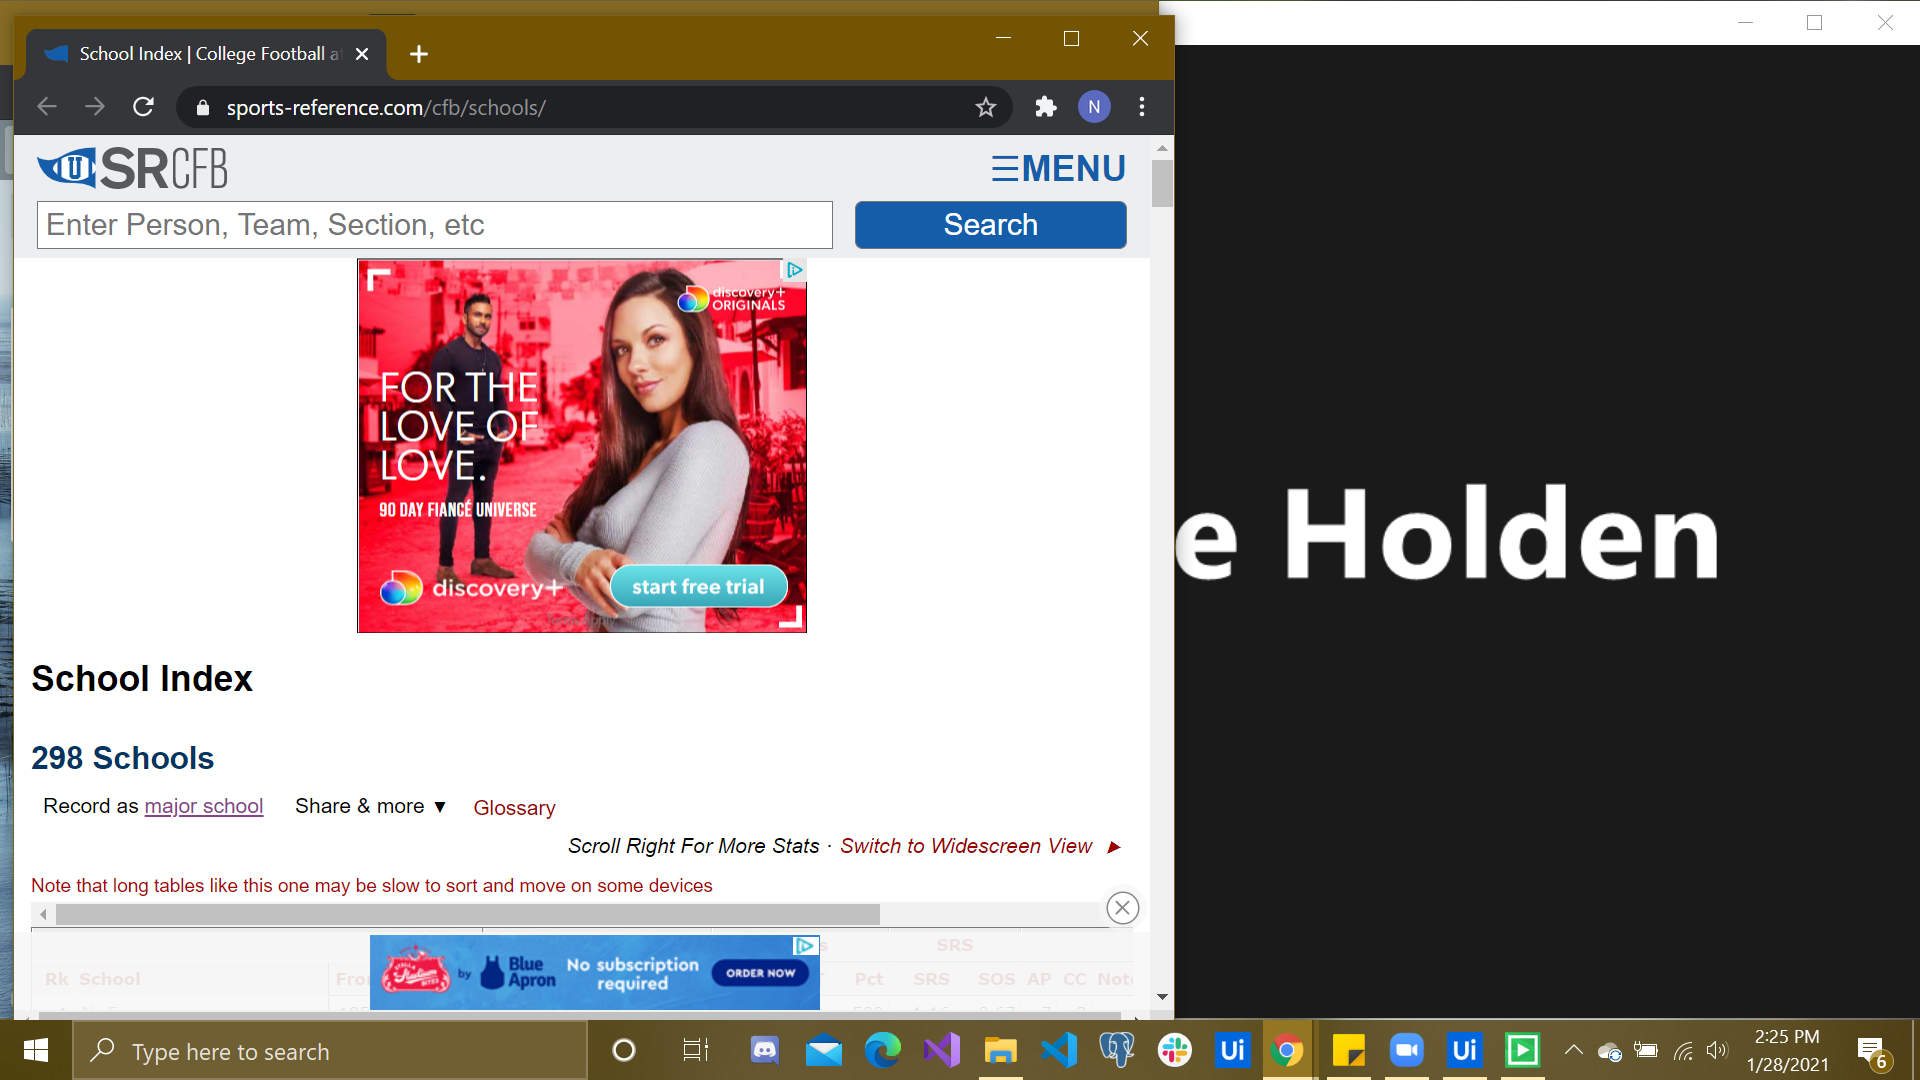 School Index | College Football a
sports-reference.com/cfb/schools/
N
U SRCFB
☰MENU
Enter Person, Team, Section, etc
Search
discovery+
ORIGINALS
FOR THE
LOVE OF
LOVE.
90 DAY FIANCÉ UNIVERSE
discovery+
start free trial
e Holden
School Index
298 Schools
Record as major school Share & more ▼ Glossary
Scroll Right For More Stats · Switch to Widescreen View ►
Note that long tables like this one may be slow to sort and move on some devices
SRS
Rk School From Pct SRS SOS AP CC Note
by Blue Apron
No subscription
required
ORDER NOW
Type here to search
Ui
Ui
2:25 PM
1/28/2021
6